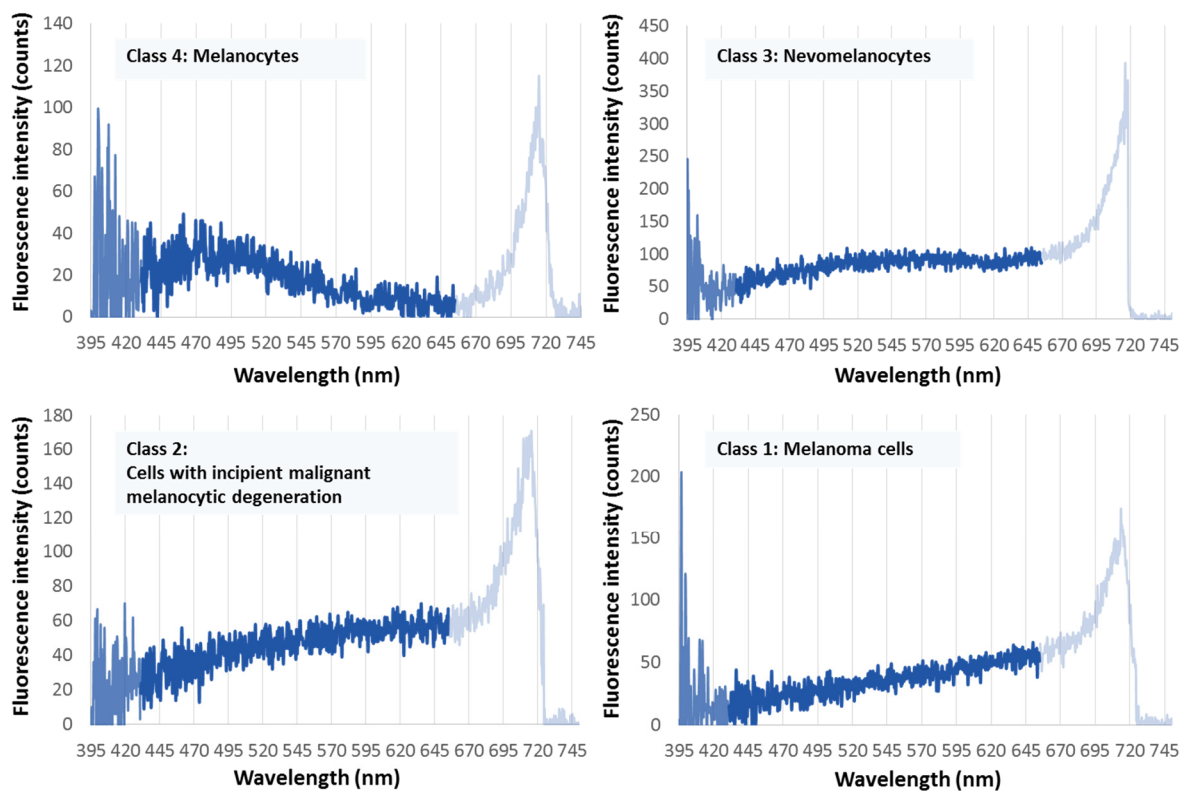 Fluorescence intensity (counts)
140
120
100
80
60
40
20
0
Class 4: Melanocytes
395 420 445 470 495 520 545 570 595 620 645 670 695 720 745
Wavelength (nm)
Fluorescence intensity (counts)
450
400
350
300
250
200
150
100
50
0
Class 3: Nevomelanocytes
395 420 445 470 495 520 545 570 595 620 645 670 695 720 745
Wavelength (nm)
Fluorescence intensity (counts)
180
160
140
120
100
80
60
40
20
0
Class 2:
Cells with incipient malignant
melanocytic degeneration
395 420 445 470 495 520 545 570 595 620 645 670 695 720 745
Wavelength (nm)
Fluorescence intensity (counts)
250
200
150
100
50
0
Class 1: Melanoma cells
395 420 445 470 495 520 545 570 595 620 645 670 695 720 745
Wavelength (nm)